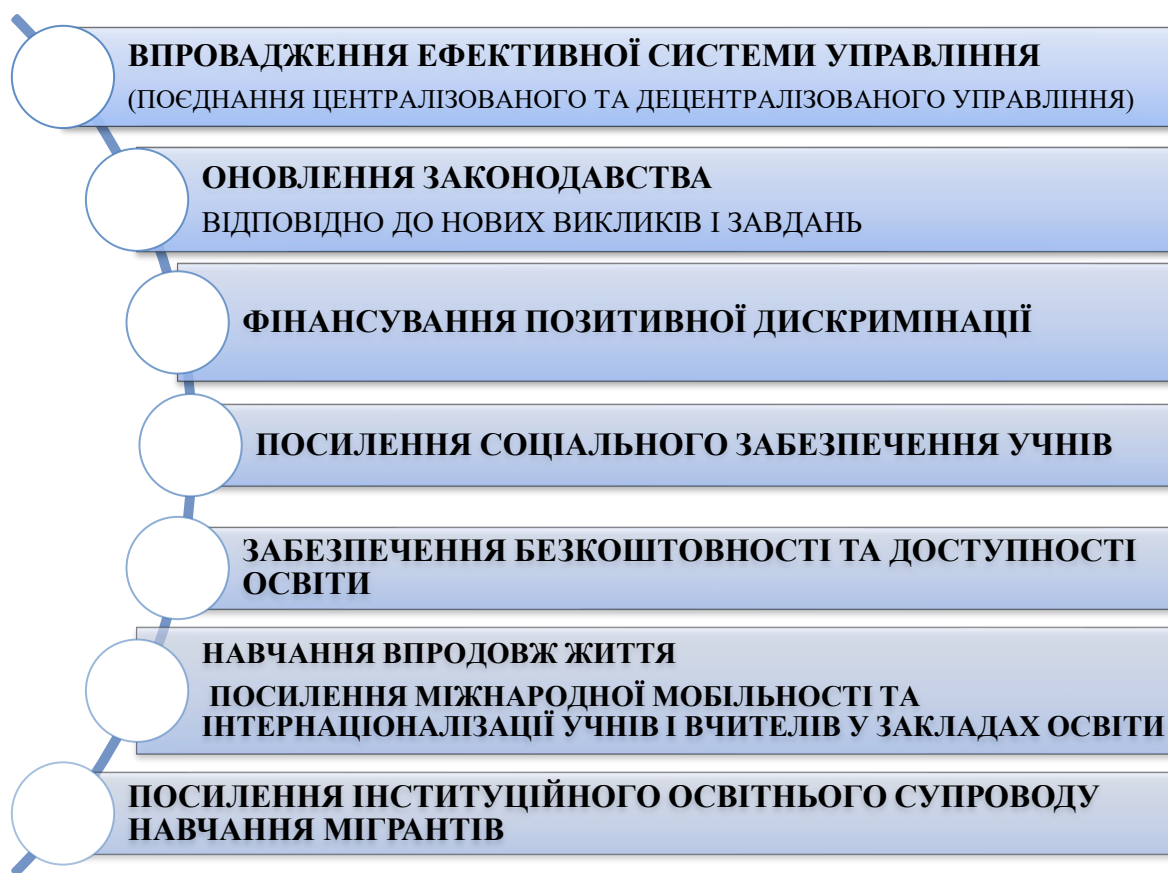 ВПРОВАДЖЕННЯ ЕФЕКТИВНОЇ СИСТЕМИ УПРАВЛІННЯ
(ПОЄДНАННЯ ЦЕНТРАЛІЗОВАНОГО ТА ДЕЦЕНТРАЛІЗОВАНОГО УПРАВЛІННЯ)
ОНОВЛЕННЯ ЗАКОНОДАВСТВА
ВІДПОВІДНО ДО НОВИХ ВИКЛИКІВ І ЗАВДАНЬ
ФІНАНСУВАННЯ ПОЗИТИВНОЇ ДИСКРИМІНАЦІЇ
ПОСИЛЕННЯ СОЦІАЛЬНОГО ЗАБЕЗПЕЧЕННЯ УЧНІВ
ЗАБЕЗПЕЧЕННЯ БЕЗКОШТОВНОСТІ ТА ДОСТУПНОСТІ
ОСВІТИ
НАВЧАННЯ ВПРОДОВЖ ЖИТТЯ
ПОСИЛЕННЯ МІЖНАРОДНОЇ МОБІЛЬНОСТІ ТА
ІНТЕРНАЦІОНАЛІЗАЦІЇ УЧНІВ І ВЧИТЕЛІВ У ЗАКЛАДАХ ОСВІТИ
ПОСИЛЕННЯ ІНСТИТУЦІЙНОГО ОСВІТНЬОГО СУПРОВОДУ
НАВЧАННЯ МІГРАНТІВ